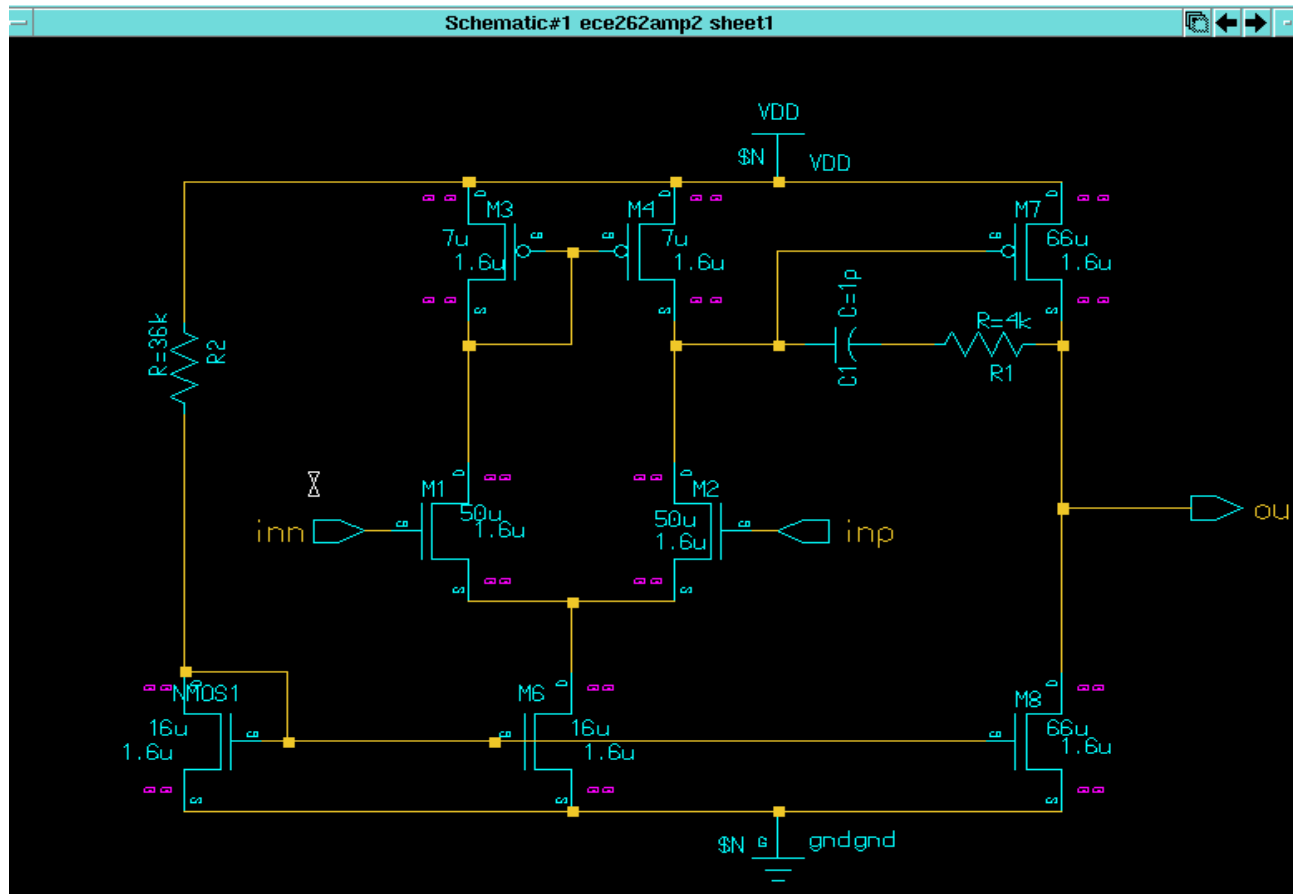 Schematic#1 ece262amp2 sheet1
VDD
$N
VDD
M3
M4
M7
7u
1.6u
7u
1.6u
66u
1.6u
C=1p
C1
R=4k
R1
R=36k
R2
M1
50u
1.6u
M2
50u
1.6u
inn
inp
ou
NMOS1
16u
1.6u
M6
16u
1.6u
M8
66u
1.6u
$N
G
gndgnd